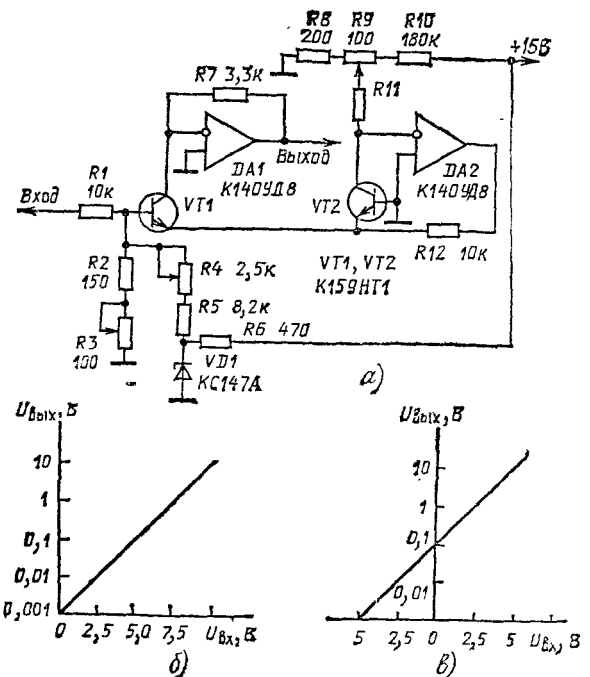 R8 R9 R10
200 100 180К
+15В
R7 3,3К
R11
Выход
DA1
К140УД8
DA2
К140УД8
R1
10К
Вход
VT1
VT2
R12 10К
VT1, VT2
К159НТ1
R2
150
R4 2,5К
R5 8,2К
R6 470
R3
100
VD1
КС147А
а)
Uвых, В
10
1
0,1
0,01
0,001
0 2,5 5,0 7,5 Uвх, В
б)
Uвых, В
10
1
0,1
0,01
5 2,5 0 2,5 5 Uвх, В
в)